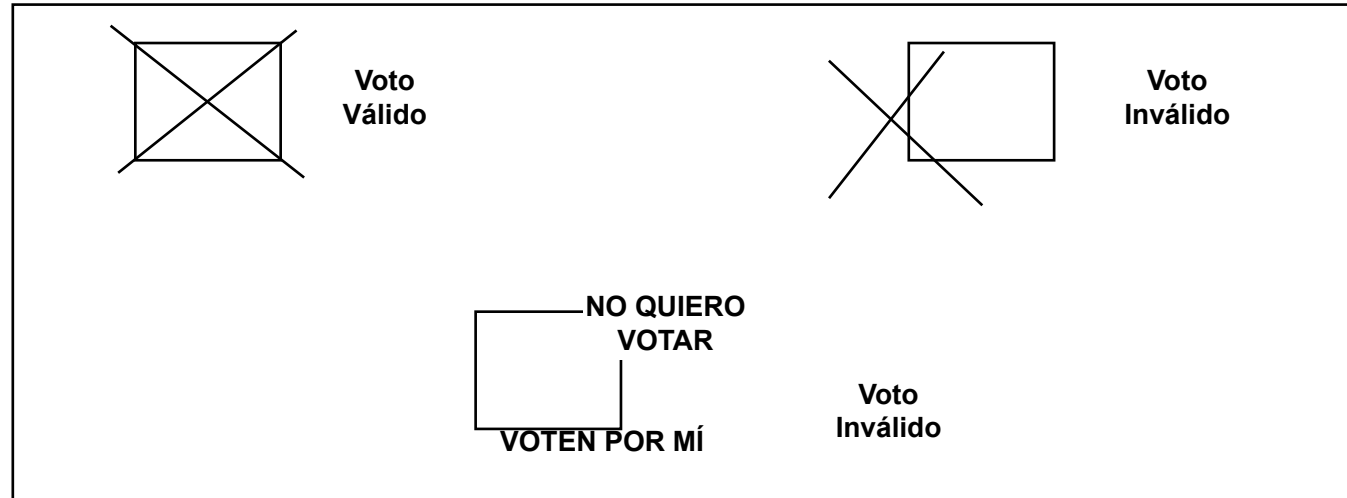 Voto
Válido
Voto
Inválido
NO QUIERO
VOTAR
VOTEN POR MÍ
Voto
Inválido